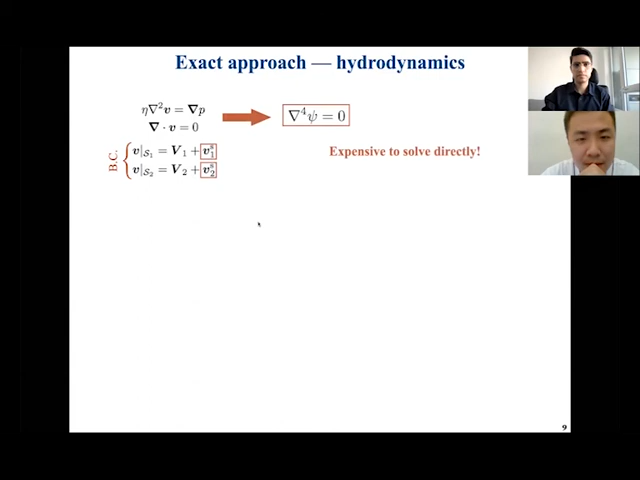 Exact approach — hydrodynamics
η∇²v = ∇p
∇ · v = 0
∇⁴ψ = 0
B.C.
v|S₁ = V₁ + v₁ˢ
v|S₂ = V₂ + v₂ˢ
Expensive to solve directly!
9